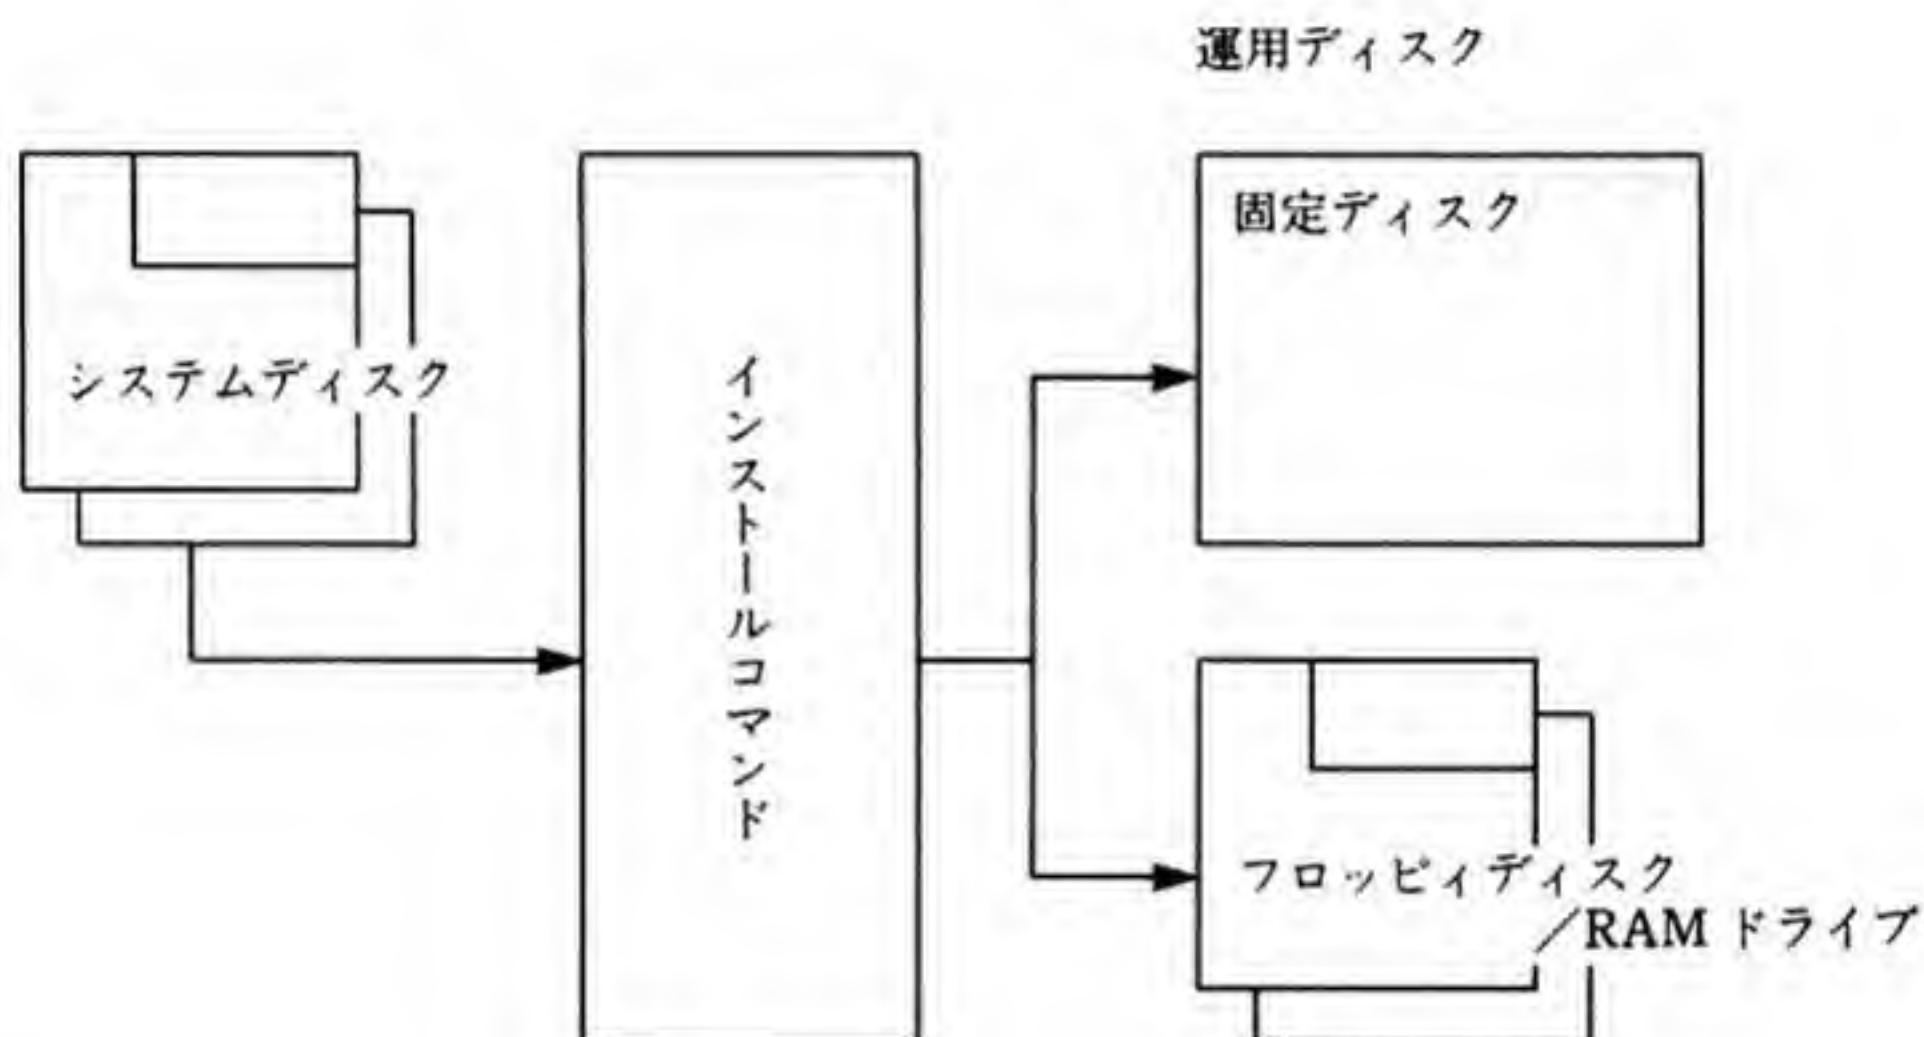 運用ディスク
固定ディスク
システムディスク
インストールコマンド
フロッピィディスク
／RAM ドライブ